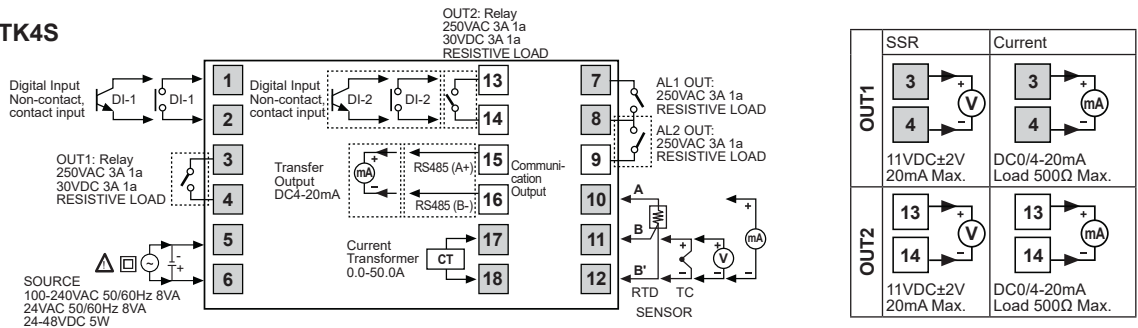 TK4S
OUT2: Relay
250VAC 3A 1a
30VDC 3A 1a
RESISTIVE LOAD
Digital Input
Non-contact,
contact input
DI-1
DI-1
1
2
Digital Input
Non-contact,
contact input
DI-2
DI-2
13
14
7
8
9
AL1 OUT:
250VAC 3A 1a
RESISTIVE LOAD
AL2 OUT:
250VAC 3A 1a
RESISTIVE LOAD
OUT1: Relay
250VAC 3A 1a
30VDC 3A 1a
RESISTIVE LOAD
3
4
Transfer
Output
DC4-20mA
+
mA
-
RS485 (A+)
RS485 (B-)
15
16
Communi-
cation
Output
10
11
12
A
B
B'
RTD
+
-
TC
+
V
-
+
mA
-
SENSOR
5
6
~
-
+
SOURCE
100-240VAC 50/60Hz 8VA
24VAC 50/60Hz 8VA
24-48VDC 5W
Current
Transformer
0.0-50.0A
CT
17
18
SSR
Current
OUT1
3
4
+
V
-
11VDC±2V
20mA Max.
3
4
+
mA
-
DC0/4-20mA
Load 500Ω Max.
OUT2
13
14
+
V
-
11VDC±2V
20mA Max.
13
14
+
mA
-
DC0/4-20mA
Load 500Ω Max.